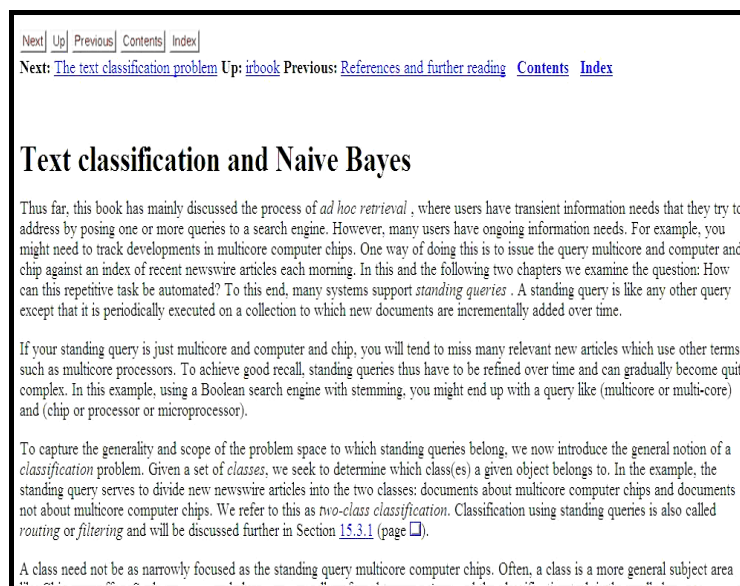 Next Up Previous Contents Index
Next: The text classification problem Up: irbook Previous: References and further reading Contents Index
Text classification and Naive Bayes
Thus far, this book has mainly discussed the process of ad hoc retrieval , where users have transient information needs that they try to
address by posing one or more queries to a search engine. However, many users have ongoing information needs. For example, you
might need to track developments in multicore computer chips. One way of doing this is to issue the query multicore and computer and
chip against an index of recent newswire articles each morning. In this and the following two chapters we examine the question: How
can this repetitive task be automated? To this end, many systems support standing queries . A standing query is like any other query
except that it is periodically executed on a collection to which new documents are incrementally added over time.
If your standing query is just multicore and computer and chip, you will tend to miss many relevant new articles which use other terms
such as multicore processors. To achieve good recall, standing queries thus have to be refined over time and can gradually become quit
complex. In this example, using a Boolean search engine with stemming, you might end up with a query like (multicore or multi-core)
and (chip or processor or microprocessor).
To capture the generality and scope of the problem space to which standing queries belong, we now introduce the general notion of a
classification problem. Given a set of classes, we seek to determine which class(es) a given object belongs to. In the example, the
standing query serves to divide new newswire articles into the two classes: documents about multicore computer chips and documents
not about multicore computer chips. We refer to this as two-class classification. Classification using standing queries is also called
routing or filtering and will be discussed further in Section 15.3.1 (page ).
A class need not be as narrowly focused as the standing query multicore computer chips. Often, a class is a more general subject area